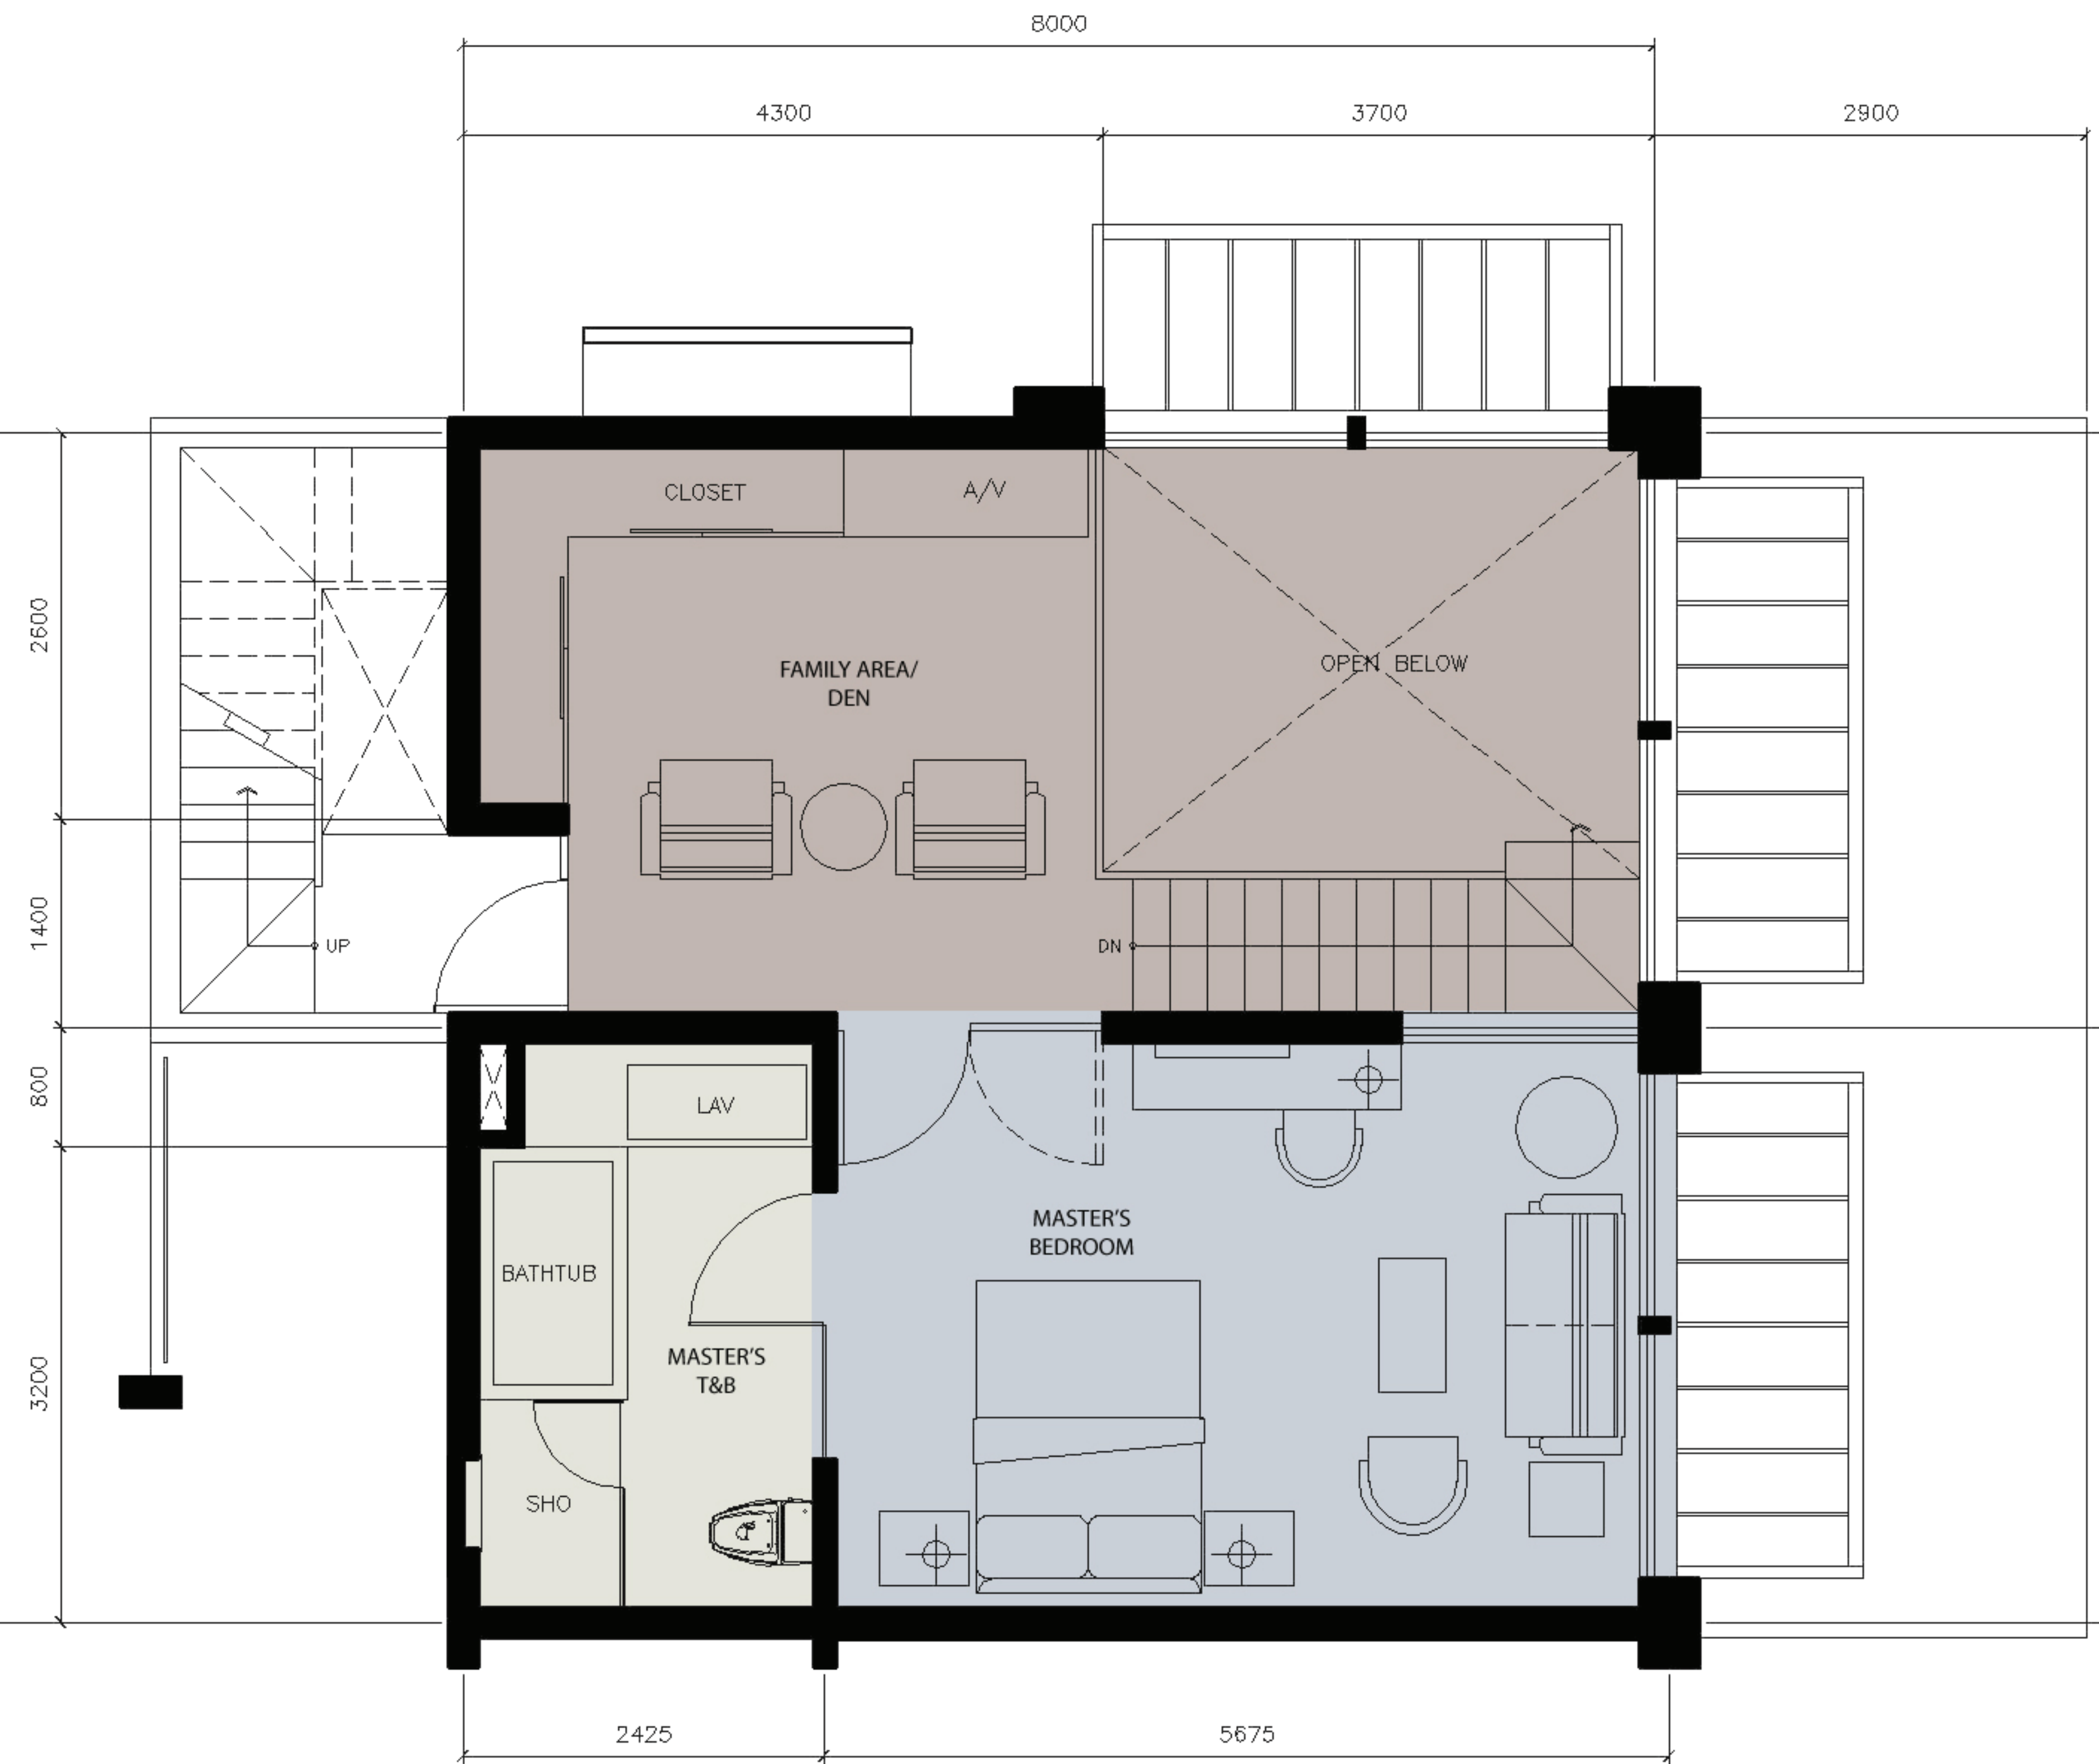 8000
4300
3700
2900
CLOSET
A/V
2600
FAMILY AREA/
DEN
OPEN BELOW
1400
UP
DN
800
LAV
MASTER'S
BEDROOM
BATHTUB
MASTER'S
T&B
3200
SHO
2425
5675